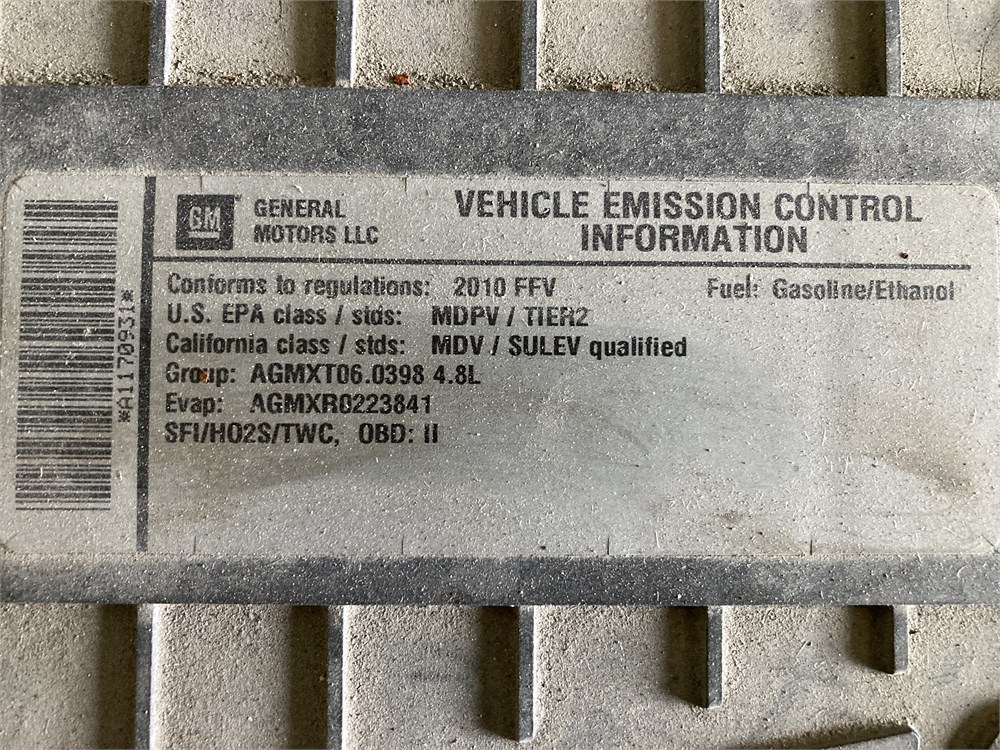 *A1170931*
GM GENERAL MOTORS LLC
VEHICLE EMISSION CONTROL
INFORMATION
Conforms to regulations: 2010 FFV Fuel: Gasoline/Ethanol
U.S. EPA class / stds: MDPV / TIER2
California class / stds: MDV / SULEV qualified
Group: AGMXT06.0398 4.8L
Evap: AGMXR0223841
SFI/HO2S/TWC, OBD: II